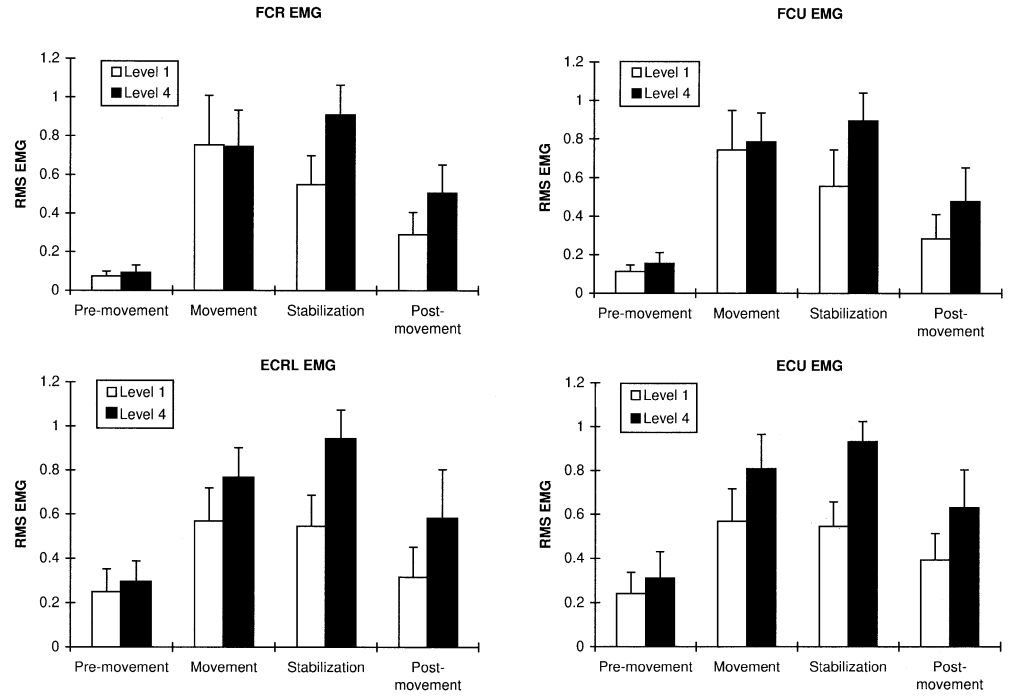 FCR EMG
1.2
1
0.8
0.6
0.4
0.2
0
RMS EMG
Level 1
Level 4
Pre-movement
Movement
Stabilization
Post-
movement
FCU EMG
1.2
1
0.8
0.6
0.4
0.2
0
RMS EMG
Level 1
Level 4
Pre-movement
Movement
Stabilization
Post-
movement
ECRL EMG
1.2
1
0.8
0.6
0.4
0.2
0
RMS EMG
Level 1
Level 4
Pre-movement
Movement
Stabilization
Post-
movement
ECU EMG
1.2
1
0.8
0.6
0.4
0.2
0
RMS EMG
Level 1
Level 4
Pre-movement
Movement
Stabilization
Post-
movement